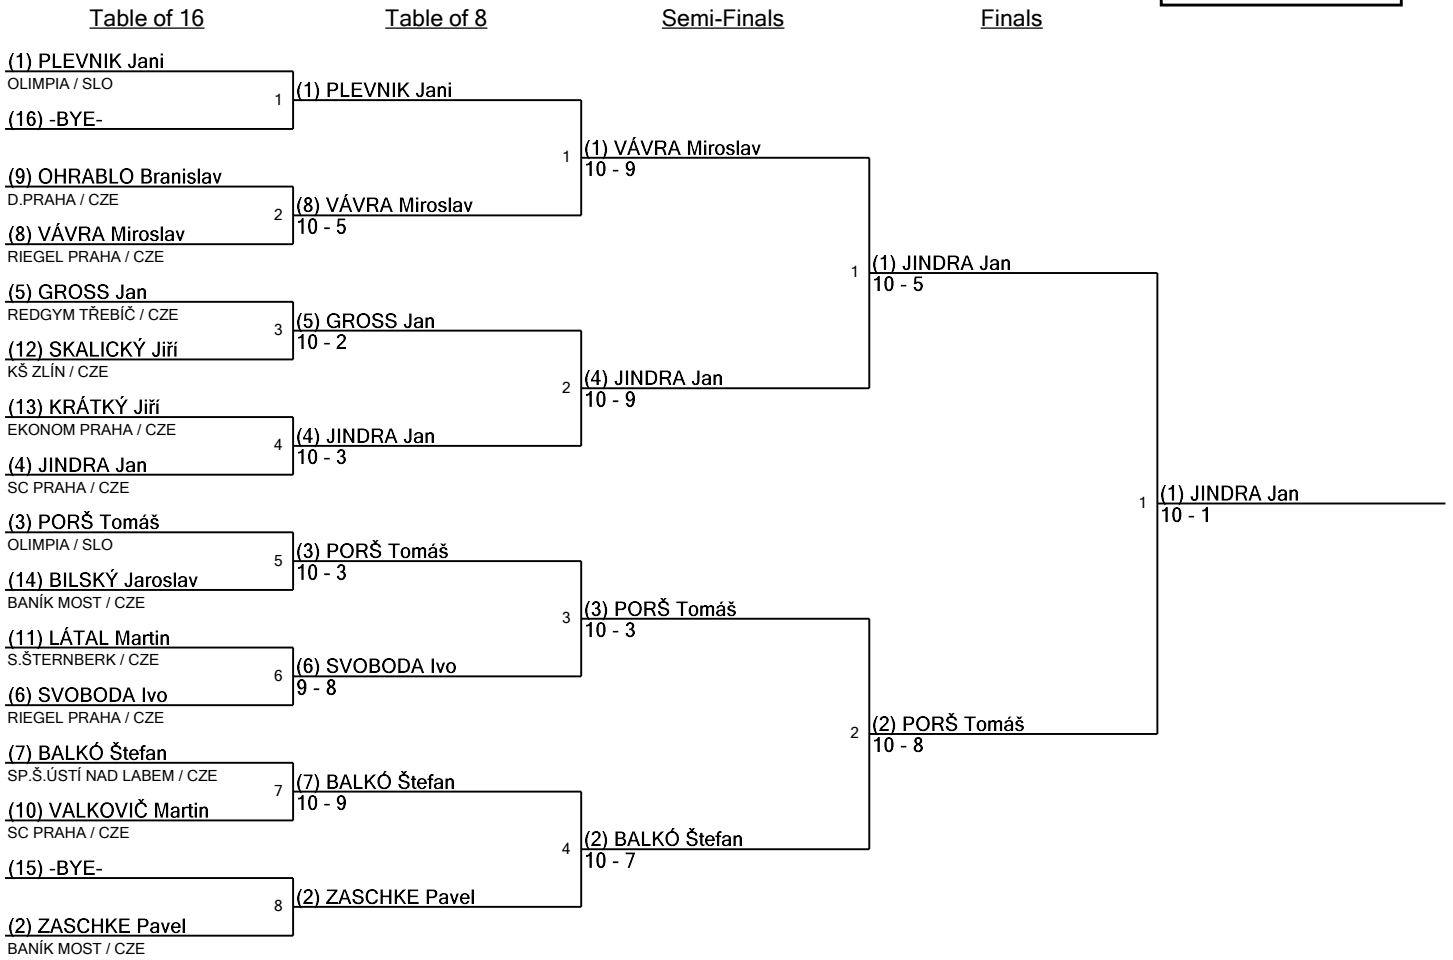 Table of 16
Table of 8
Semi-Finals
Finals
(1) PLEVNIK Jani
OLIMPIA / SLO
1
(16) -BYE-
(9) OHRABLO Branislav
D.PRAHA / CZE
2
(8) VÁVRA Miroslav
RIEGEL PRAHA / CZE
(5) GROSS Jan
REDGYM TŘEBÍČ / CZE
3
(12) SKALICKÝ Jiří
KŠ ZLÍN / CZE
(13) KRÁTKÝ Jiří
EKONOM PRAHA / CZE
4
(4) JINDRA Jan
SC PRAHA / CZE
(3) PORŠ Tomáš
OLIMPIA / SLO
5
(14) BILSKÝ Jaroslav
BANÍK MOST / CZE
(11) LÁTAL Martin
S.ŠTERNBERK / CZE
6
(6) SVOBODA Ivo
RIEGEL PRAHA / CZE
(7) BALKÓ Štefan
SP.Š.ÚSTÍ NAD LABEM / CZE
7
(10) VALKOVIČ Martin
SC PRAHA / CZE
(15) -BYE-
8
(2) ZASCHKE Pavel
BANÍK MOST / CZE
(1) PLEVNIK Jani
1
(8) VÁVRA Miroslav
10 - 5
(5) GROSS Jan
10 - 2
2
(4) JINDRA Jan
10 - 3
(3) PORŠ Tomáš
10 - 3
3
(6) SVOBODA Ivo
9 - 8
(7) BALKÓ Štefan
10 - 9
4
(2) ZASCHKE Pavel
(1) VÁVRA Miroslav
10 - 9
1
(4) JINDRA Jan
10 - 9
(3) PORŠ Tomáš
10 - 3
2
(2) BALKÓ Štefan
10 - 7
(1) JINDRA Jan
10 - 5
1
(2) PORŠ Tomáš
10 - 8
(1) JINDRA Jan
10 - 1